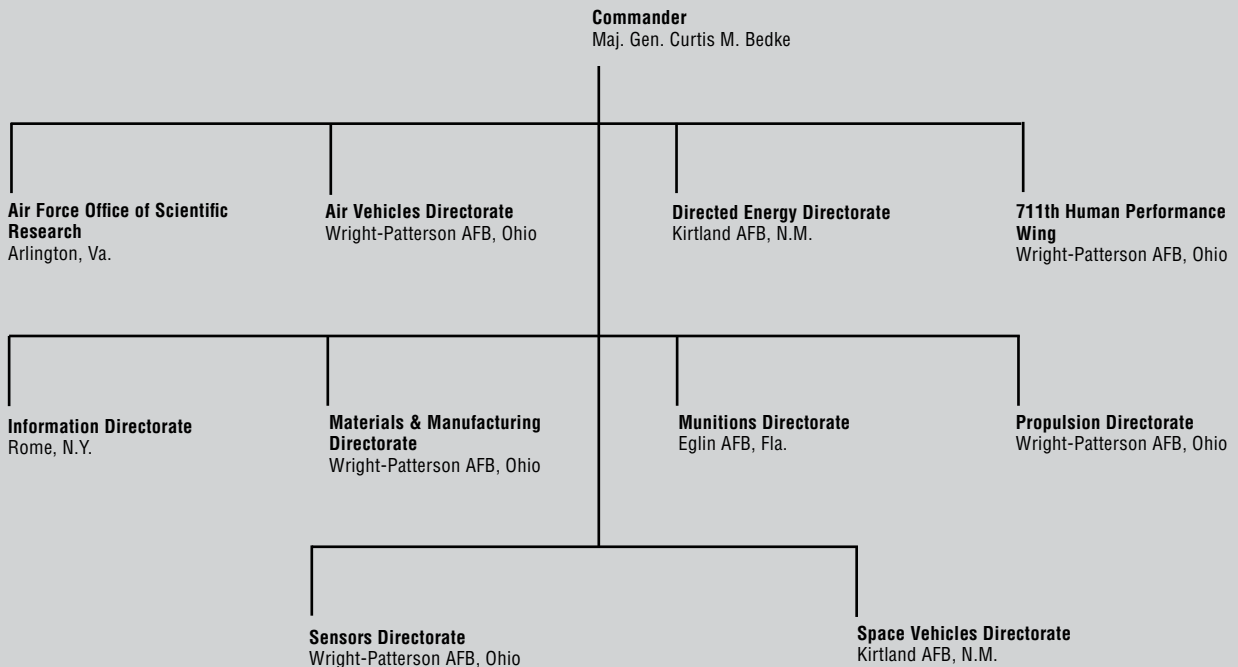 Commander
Maj. Gen. Curtis M. Bedke
Air Force Office of Scientific
Research
Arlington, Va.
Air Vehicles Directorate
Wright-Patterson AFB, Ohio
Directed Energy Directorate
Kirtland AFB, N.M.
711th Human Performance
Wing
Wright-Patterson AFB, Ohio
Information Directorate
Rome, N.Y.
Materials & Manufacturing
Directorate
Wright-Patterson AFB, Ohio
Munitions Directorate
Eglin AFB, Fla.
Propulsion Directorate
Wright-Patterson AFB, Ohio
Sensors Directorate
Wright-Patterson AFB, Ohio
Space Vehicles Directorate
Kirtland AFB, N.M.